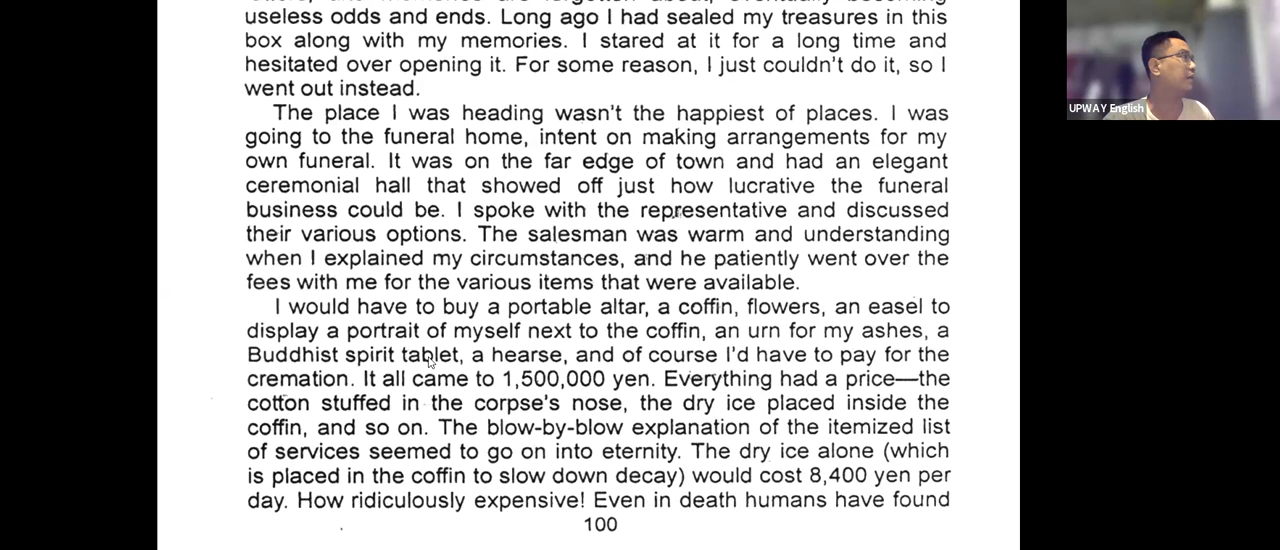 useless odds and ends. Long ago I had sealed my treasures in this
box along with my memories. I stared at it for a long time and
hesitated over opening it. For some reason, I just couldn't do it, so I
went out instead.
The place I was heading wasn't the happiest of places. I was
going to the funeral home, intent on making arrangements for my
own funeral. It was on the far edge of town and had an elegant
ceremonial hall that showed off just how lucrative the funeral
business could be. I spoke with the representative and discussed
their various options. The salesman was warm and understanding
when I explained my circumstances, and he patiently went over the
fees with me for the various items that were available.
I would have to buy a portable altar, a coffin, flowers, an easel to
display a portrait of myself next to the coffin, an urn for my ashes, a
Buddhist spirit tablet, a hearse, and of course I'd have to pay for the
cremation. It all came to 1,500,000 yen. Everything had a price—the
cotton stuffed in the corpse's nose, the dry ice placed inside the
coffin, and so on. The blow-by-blow explanation of the itemized list
of services seemed to go on into eternity. The dry ice alone (which
is placed in the coffin to slow down decay) would cost 8,400 yen per
day. How ridiculously expensive! Even in death humans have found
100
UPWAY English